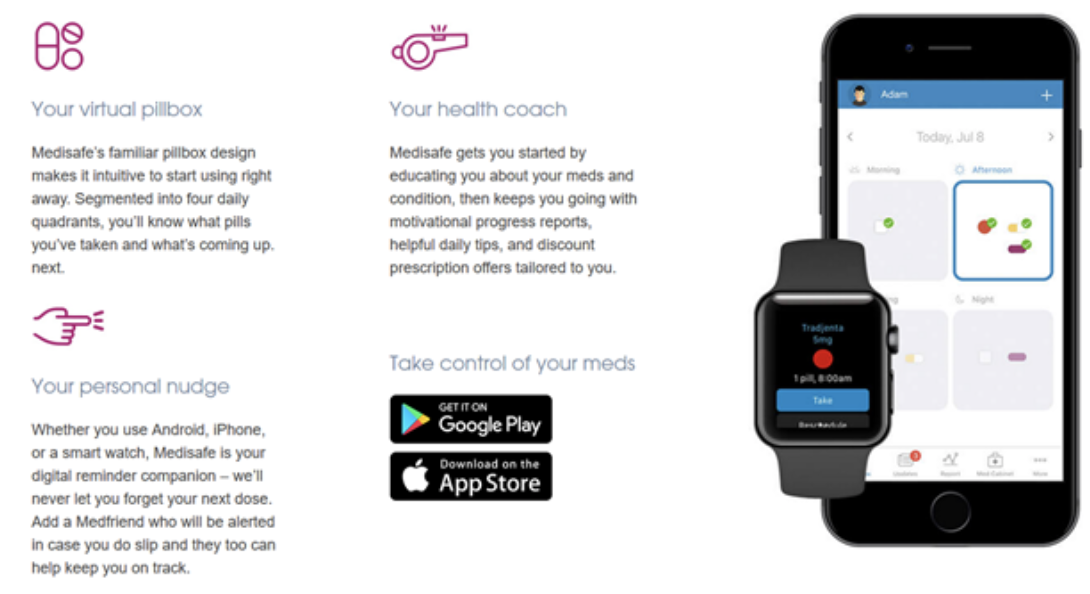 Your virtual pillbox
Medisafe's familiar pillbox design
makes it intuitive to start using right
away. Segmented into four daily
quadrants, you'll know what pills
you've taken and what's coming up.
next.
Your personal nudge
Whether you use Android, iPhone,
or a smart watch, Medisafe is your
digital reminder companion – we'll
never let you forget your next dose.
Add a Medfriend who will be alerted
in case you do slip and they too can
help keep you on track.
Your health coach
Medisafe gets you started by
educating you about your meds and
condition, then keeps you going with
motivational progress reports,
helpful daily tips, and discount
prescription offers tailored to you.
Take control of your meds
GET IT ON
Google Play
Download on the
App Store
Adam
+
Today, Jul 8
Morning
Afternoon
Night
Updates
Report
Med Cabinet
More
Tradjenta
5mg
1 pill, 8:00am
Take
Reschedule